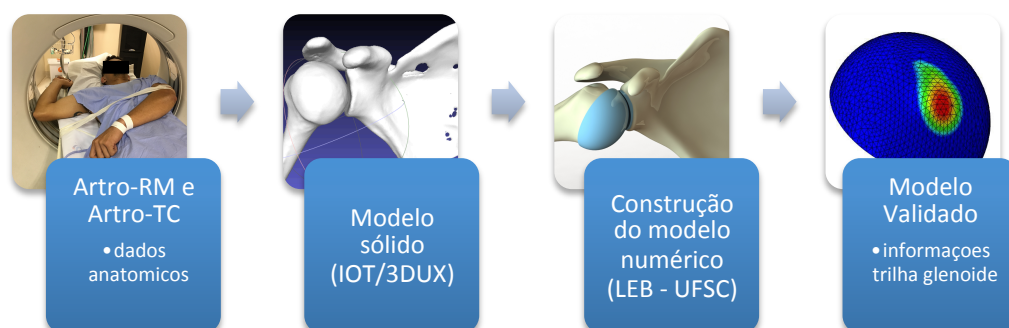 Artro-RM e
Artro-TC
•dados
anatomicos
Modelo
sólido
(IOT/3DUX)
Construção
do modelo
numérico
(LEB - UFSC)
Modelo
Validado
•informaçoes
trilha glenoide